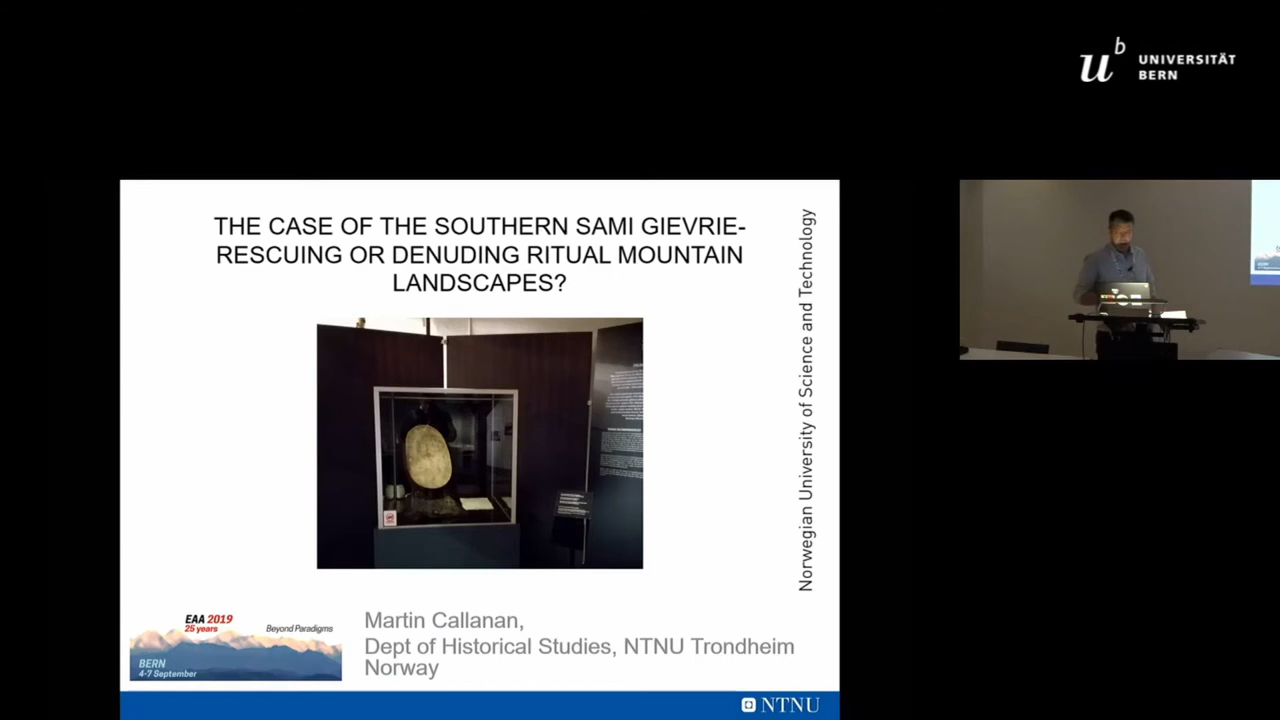 u^b UNIVERSITÄT
BERN
THE CASE OF THE SOUTHERN SAMI GIEVRIE-
RESCUING OR DENUDING RITUAL MOUNTAIN
LANDSCAPES?
Norwegian University of Science and Technology
EAA 2019
25 years
Beyond Paradigms
BERN
4-7 September
Martin Callanan,
Dept of Historical Studies, NTNU Trondheim
Norway
NTNU